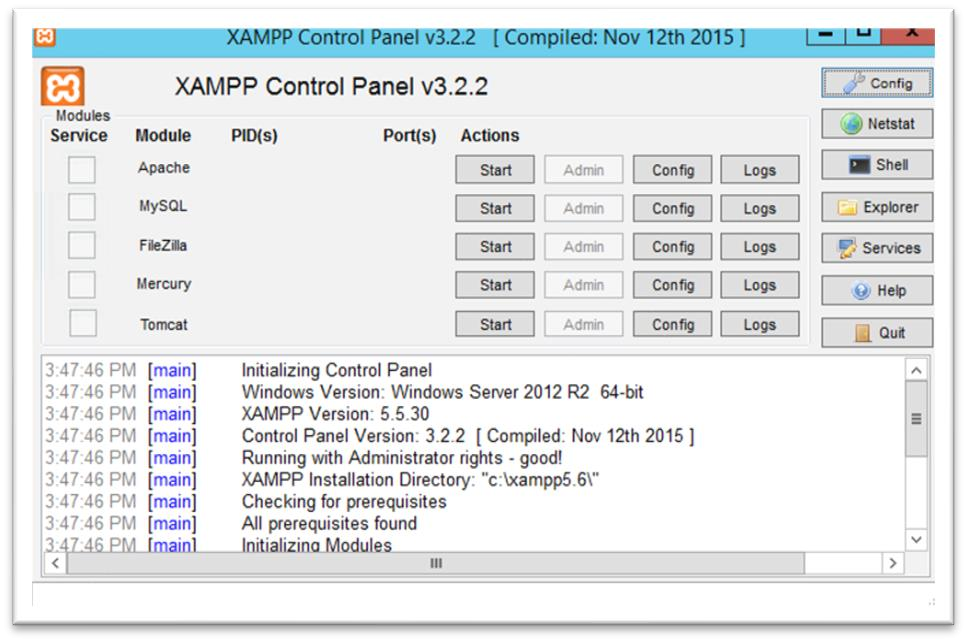 XAMPP Control Panel v3.2.2 [ Compiled: Nov 12th 2015 ]
XAMPP Control Panel v3.2.2
Config
Modules
Service Module PID(s) Port(s) Actions
Netstat
Apache Start Admin Config Logs
Shell
MySQL Start Admin Config Logs
Explorer
FileZilla Start Admin Config Logs
Services
Mercury Start Admin Config Logs
Help
Tomcat Start Admin Config Logs
Quit
3:47:46 PM [main] Initializing Control Panel
3:47:46 PM [main] Windows Version: Windows Server 2012 R2 64-bit
3:47:46 PM [main] XAMPP Version: 5.5.30
3:47:46 PM [main] Control Panel Version: 3.2.2 [ Compiled: Nov 12th 2015 ]
3:47:46 PM [main] Running with Administrator rights - good!
3:47:46 PM [main] XAMPP Installation Directory: "c:\xampp5.6\"
3:47:46 PM [main] Checking for prerequisites
3:47:46 PM [main] All prerequisites found
3:47:46 PM [main] Initializing Modules